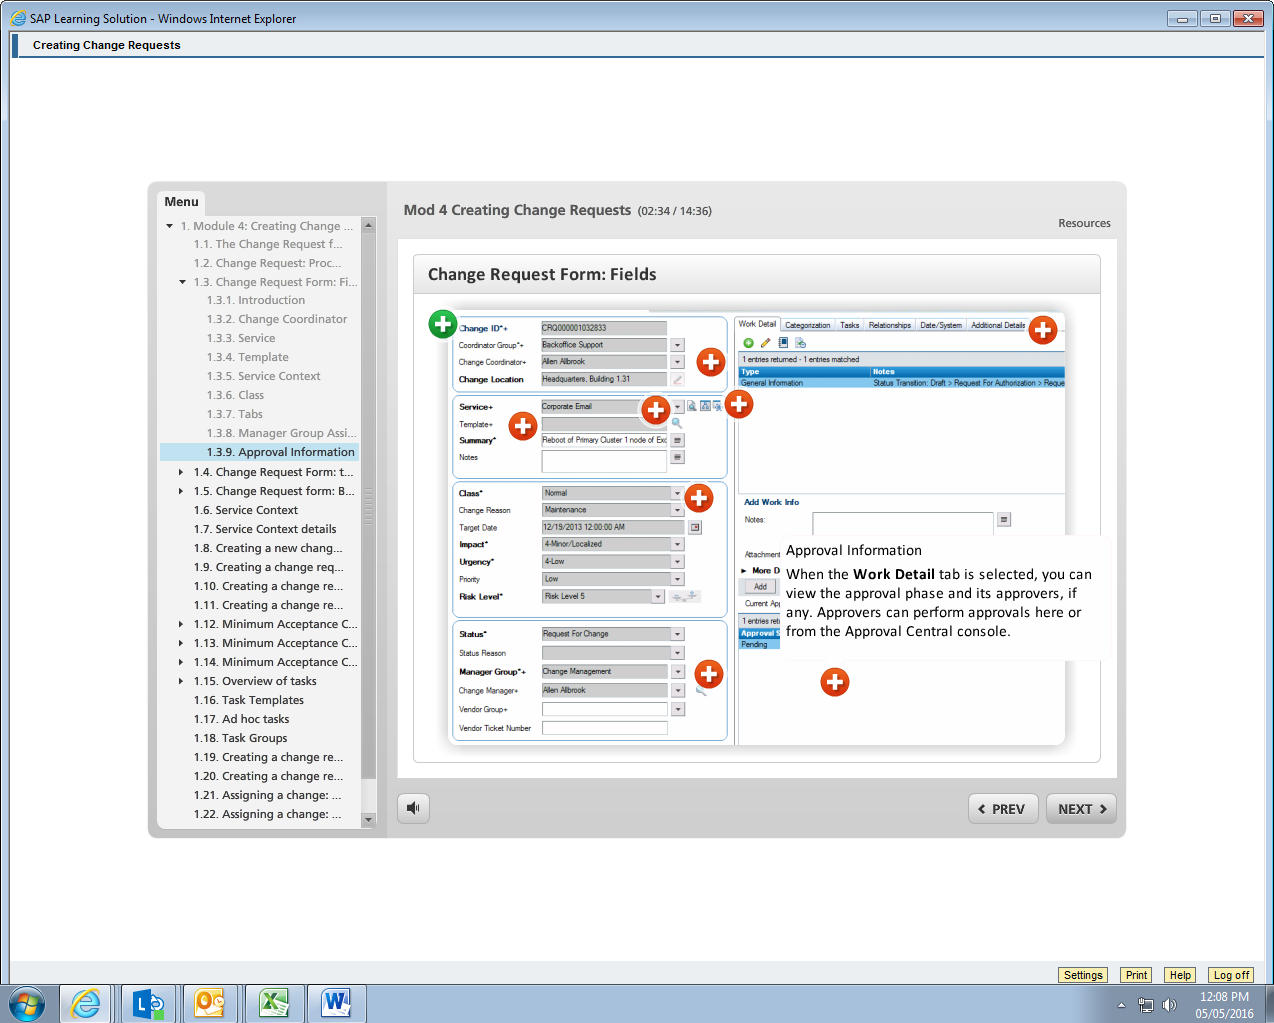 SAP Learning Solution - Windows Internet Explorer
Creating Change Requests
Menu
1. Module 4: Creating Change ...
1.1. The Change Request f...
1.2. Change Request: Proc...
1.3. Change Request Form: Fi...
1.3.1. Introduction
1.3.2. Change Coordinator
1.3.3. Service
1.3.4. Template
1.3.5. Service Context
1.3.6. Class
1.3.7. Tabs
1.3.8. Manager Group Assi...
1.3.9. Approval Information
1.4. Change Request Form: t...
1.5. Change Request form: B...
1.6. Service Context
1.7. Service Context details
1.8. Creating a new chang...
1.9. Creating a change req...
1.10. Creating a change re...
1.11. Creating a change re...
1.12. Minimum Acceptance C...
1.13. Minimum Acceptance C...
1.14. Minimum Acceptance C...
1.15. Overview of tasks
1.16. Task Templates
1.17. Ad hoc tasks
1.18. Task Groups
1.19. Creating a change re...
1.20. Creating a change re...
1.21. Assigning a change: ...
1.22. Assigning a change: ...
Mod 4 Creating Change Requests (02:34 / 14:36)
Resources
Change Request Form: Fields
Change ID*+ CRQ000001032833
Coordinator Group*+ Backoffice Support
Change Coordinator+ Allen Allbrook
Change Location Headquarters, Building 1.31
Service+ Corporate Email
Template+
Summary* Reboot of Primary Cluster 1 node of Exc
Notes
Class* Normal
Change Reason Maintenance
Target Date 12/19/2013 12:00:00 AM
Impact* 4-Minor/Localized
Urgency* 4-Low
Priority Low
Risk Level* Risk Level 5
Status* Request For Change
Status Reason
Manager Group*+ Change Management
Change Manager+ Allen Allbrook
Vendor Group+
Vendor Ticket Number
Work Detail Categorization Tasks Relationships Date/System Additional Details
1 entries returned - 1 entries matched
Type Notes
General Information Status Transition: Draft > Request For Authorization > Reque
Add Work Info
Notes:
Attachment
More D
Add
Current App
1 entries retu
Approval S
Pending
Approval Information
When the Work Detail tab is selected, you can
view the approval phase and its approvers, if
any. Approvers can perform approvals here or
from the Approval Central console.
PREV
NEXT
Settings Print Help Log off
12:08 PM
05/05/2016